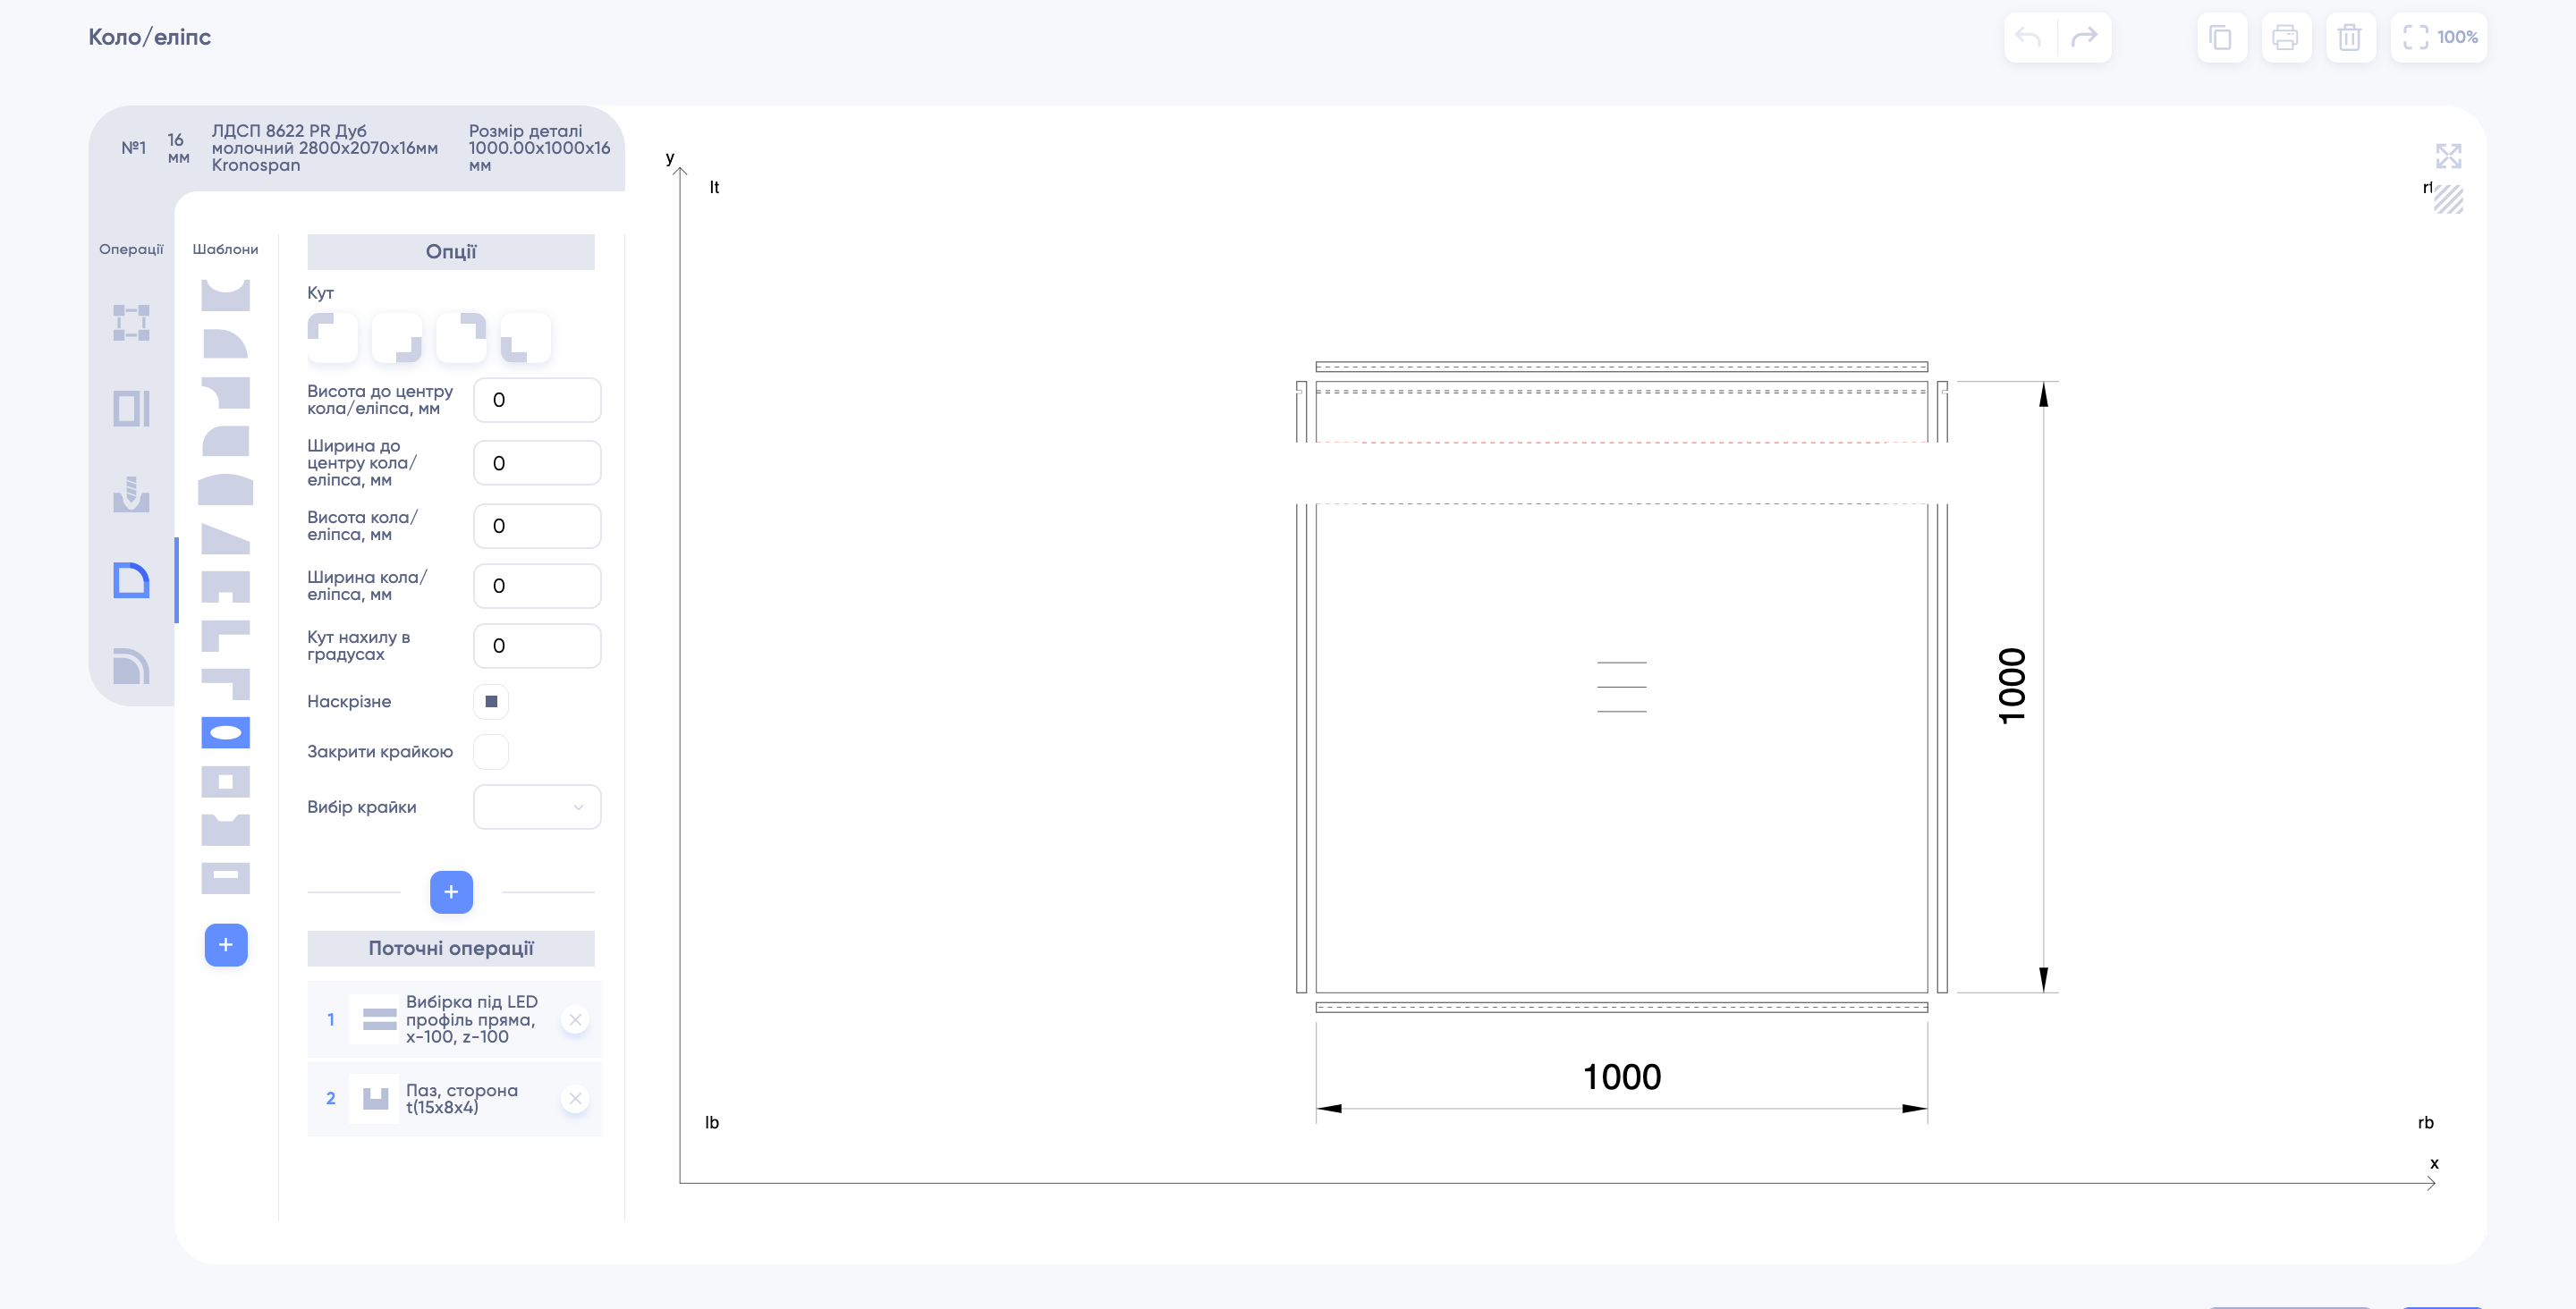 Коло/еліпс
100%
№1
16
мм
ЛДСП 8622 PR Дуб
молочний 2800x2070x16мм
Kronospan
Розмір деталі
1000.00x1000x16
мм
Операції
Шаблони
Опції
Кут
Висота до центру
кола/еліпса, мм
0
Ширина до
центру кола/
еліпса, мм
0
Висота кола/
еліпса, мм
0
Ширина кола/
еліпса, мм
0
Кут нахилу в
градусах
0
Наскрізне
Закрити крайкою
Вибір крайки
+
+
Поточні операції
1
Вибірка під LED
профіль пряма,
x-100, z-100
2
Паз, сторона
t(15x8x4)
y
lt
rt
1000
1000
lb
rb
x